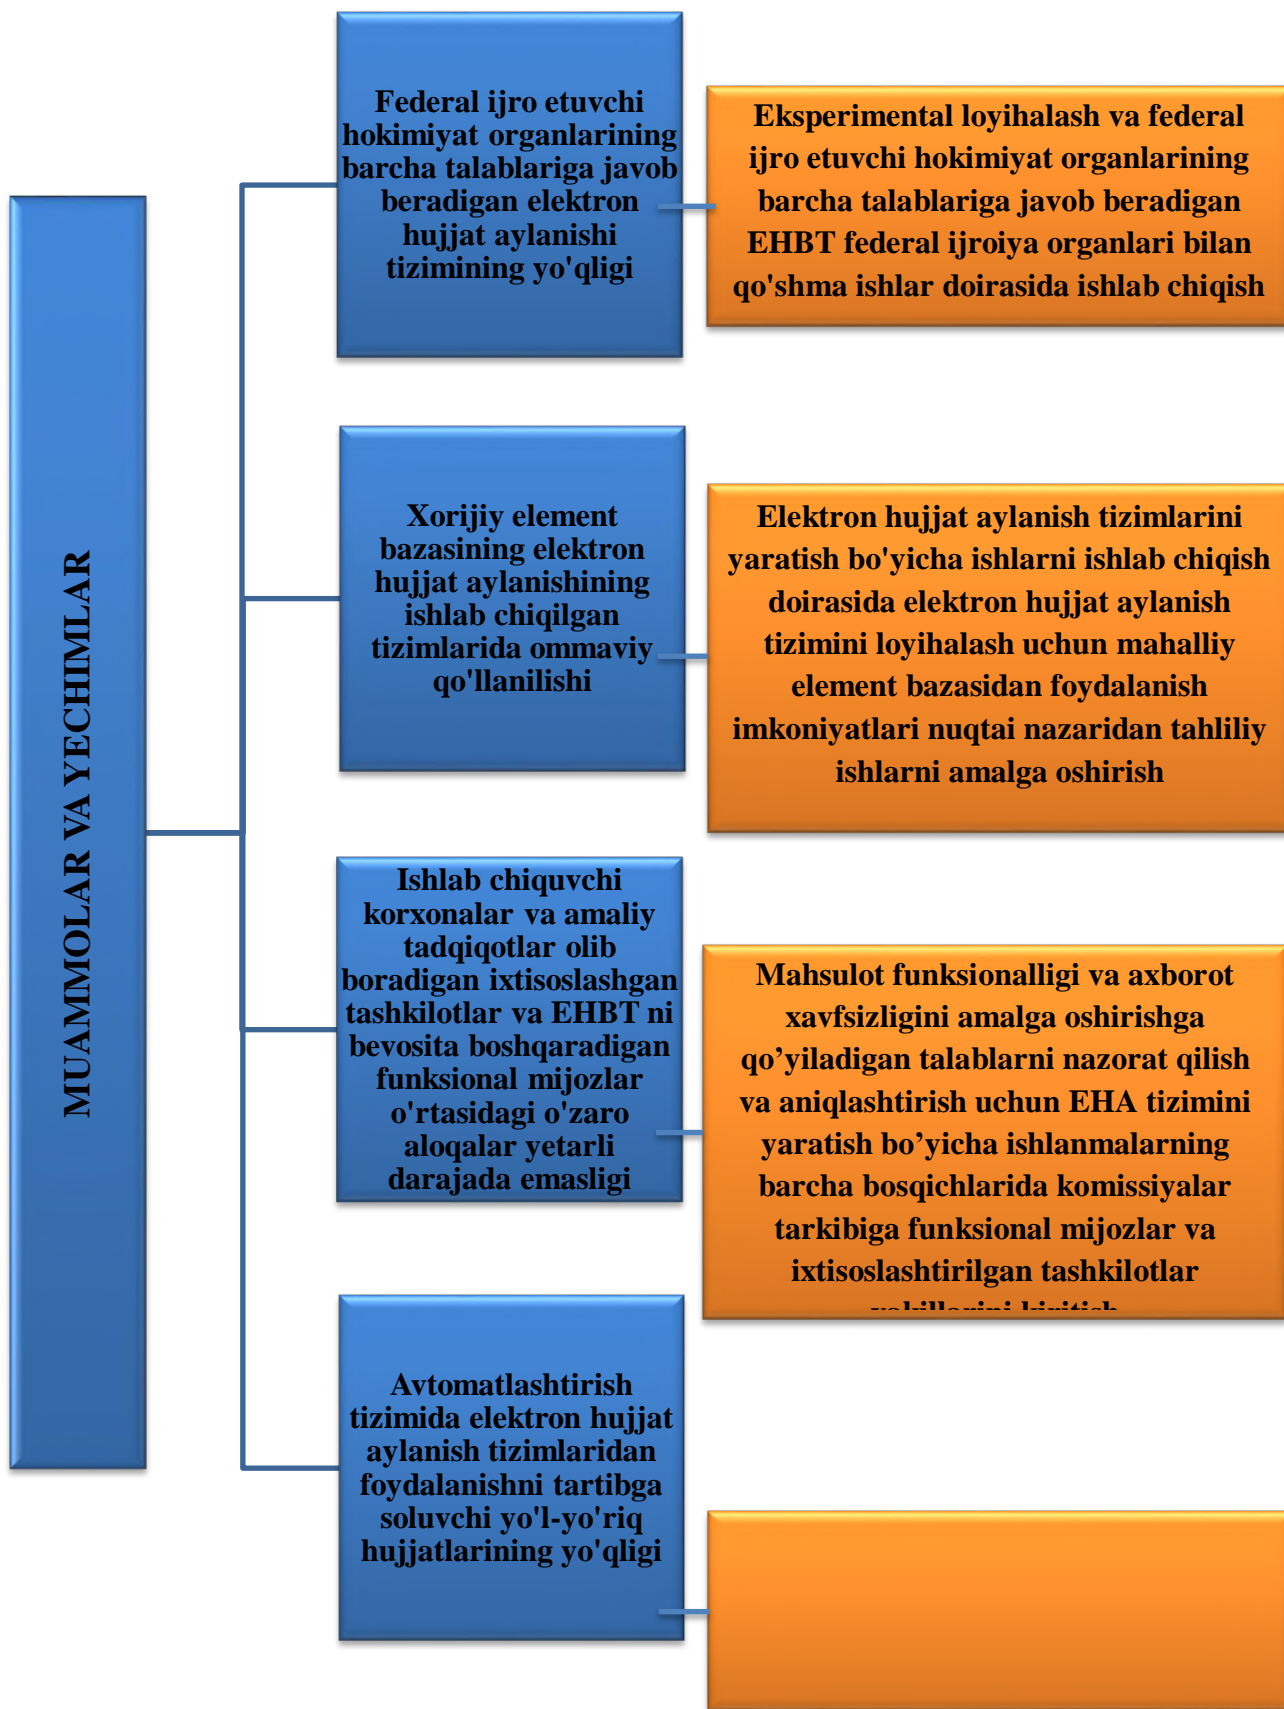 MUAMMOLAR VA YECHIMLAR
Federal ijro etuvchi
hokimiyat organlarining
barcha talablariga javob
beradigan elektron
hujjat aylanishi
tizimining yo'qligi
Eksperimental loyihalash va federal
ijro etuvchi hokimiyat organlarining
barcha talablariga javob beradigan
EHBT federal ijroiya organlari bilan
qo'shma ishlar doirasida ishlab chiqish
Xorijiy element
bazasining elektron
hujjat aylanishining
ishlab chiqilgan
tizimlarida ommaviy
qo'llanilishi
Elektron hujjat aylanish tizimlarini
yaratish bo'yicha ishlarni ishlab chiqish
doirasida elektron hujjat aylanish
tizimini loyihalash uchun mahalliy
element bazasidan foydalanish
imkoniyatlari nuqtai nazaridan tahliliy
ishlarni amalga oshirish
Ishlab chiquvchi
korxonalar va amaliy
tadqiqotlar olib
boradigan ixtisoslashgan
tashkilotlar va EHBT ni
bevosita boshqaradigan
funksional mijozlar
o'rtasidagi o'zaro
aloqalar yetarli
darajada emasligi
Mahsulot funksionalligi va axborot
xavfsizligini amalga oshirishga
qo’yiladigan talablarni nazorat qilish
va aniqlashtirish uchun EHA tizimini
yaratish bo’yicha ishlanmalarning
barcha bosqichlarida komissiyalar
tarkibiga funksional mijozlar va
ixtisoslashtirilgan tashkilotlar
vakillarini kiritish
Avtomatlashtirish
tizimida elektron hujjat
aylanish tizimlaridan
foydalanishni tartibga
soluvchi yo'l-yo'riq
hujjatlarining yo'qligi